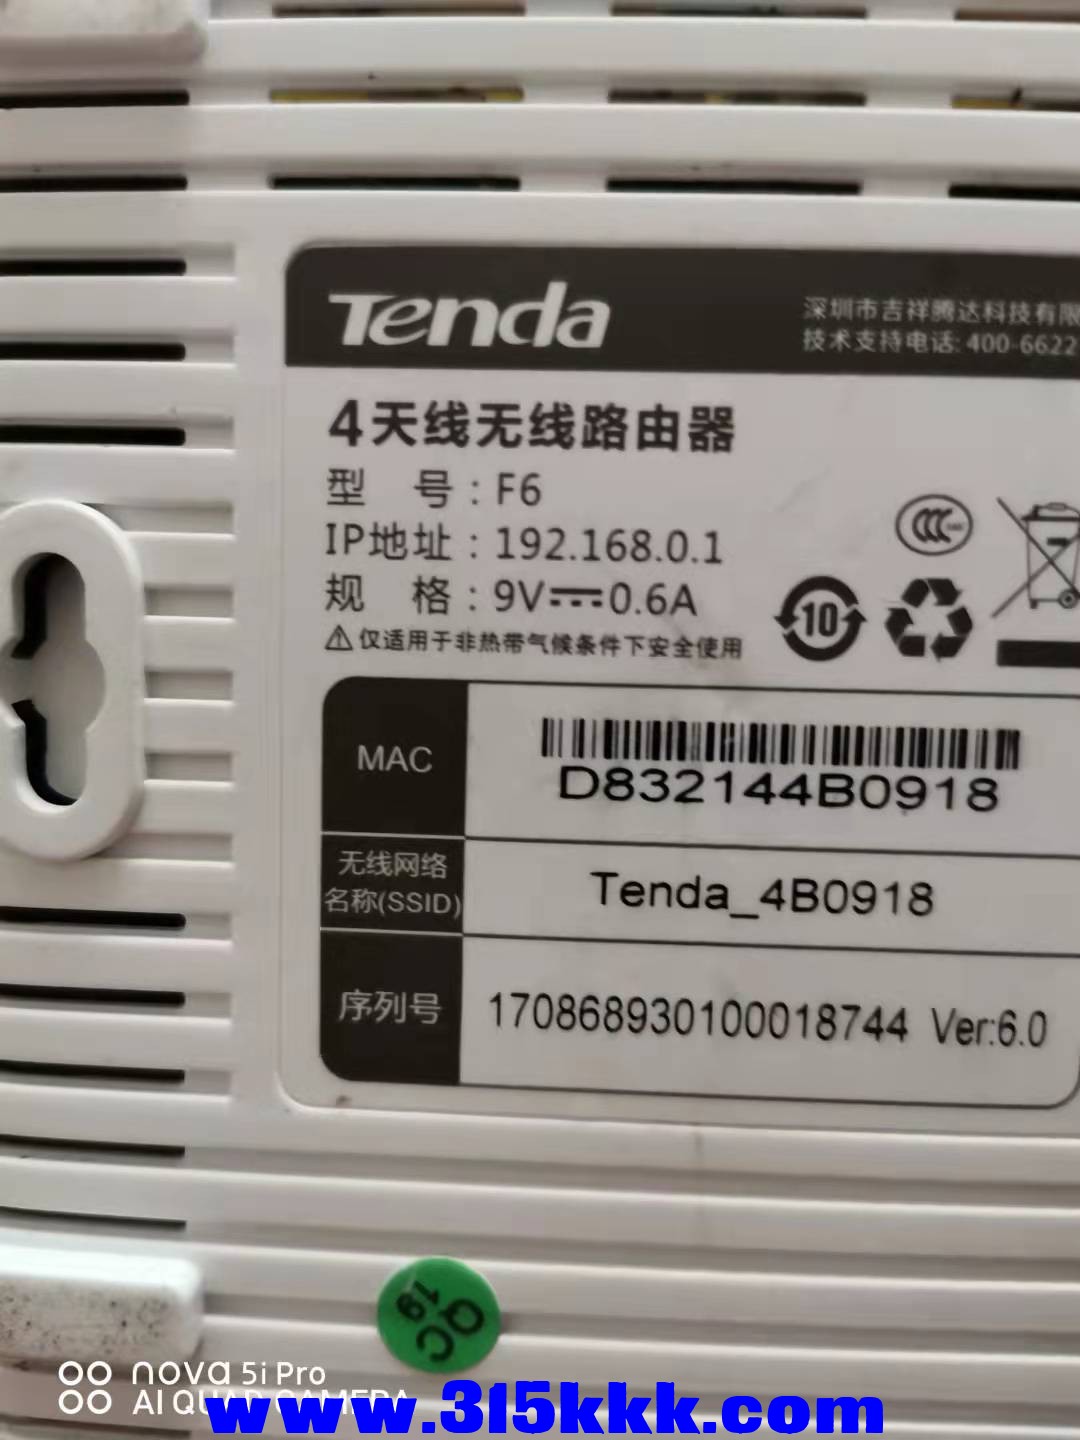 Tenda
深圳市吉祥腾达科技有限
技术支持电话: 400-6622
4天线无线路由器
型 号 : F6
IP地址 : 192.168.0.1
规 格 : 9V⎓0.6A
⚠仅适用于非热带气候条件下安全使用
10
MAC
D832144B0918
无线网络
名称(SSID)
Tenda_4B0918
序列号
170868930100018744 Ver:6.0
QC
19
nova 5i Pro
AI QUAD CAMERA
www.315kkk.com